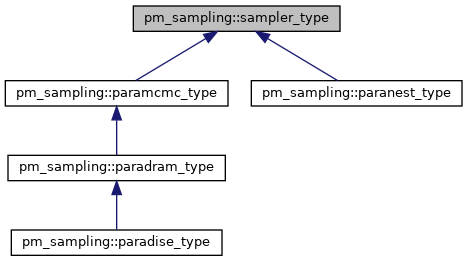 pm_sampling::sampler_type
pm_sampling::paramcmc_type
pm_sampling::paranest_type
pm_sampling::paradram_type
pm_sampling::paradise_type